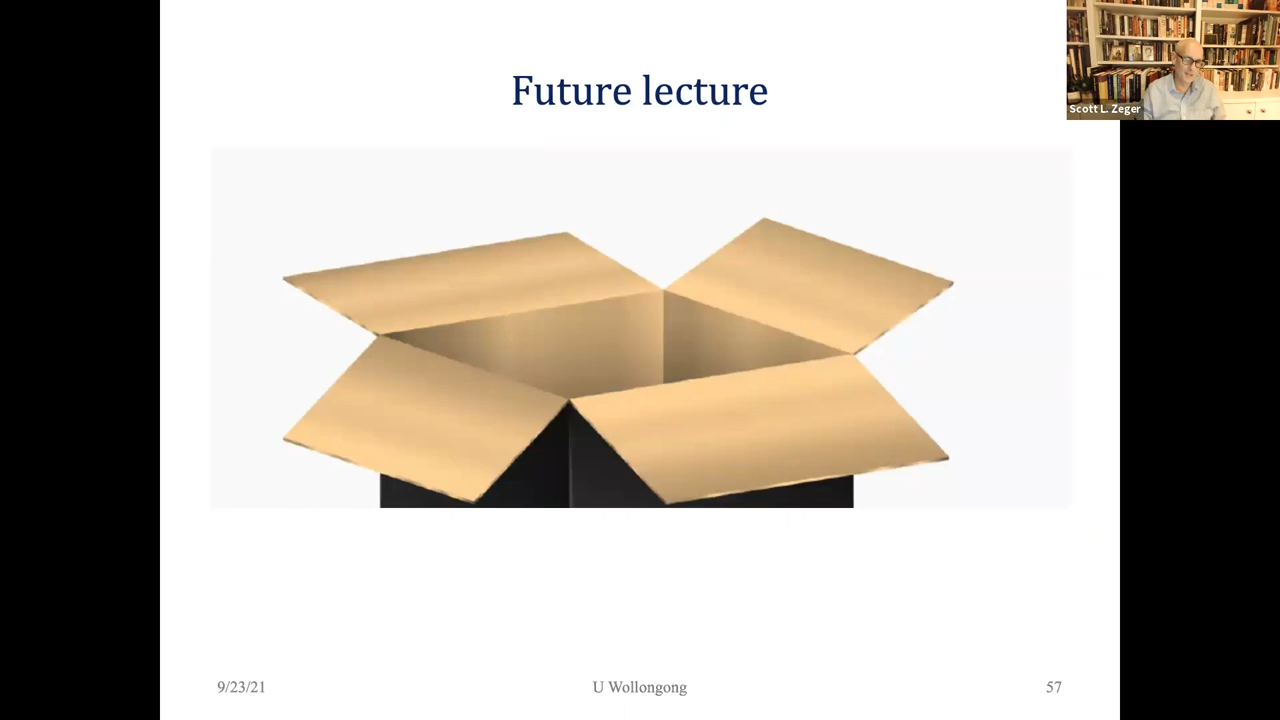 Future lecture
Scott L. Zeger
9/23/21
U Wollongong
57